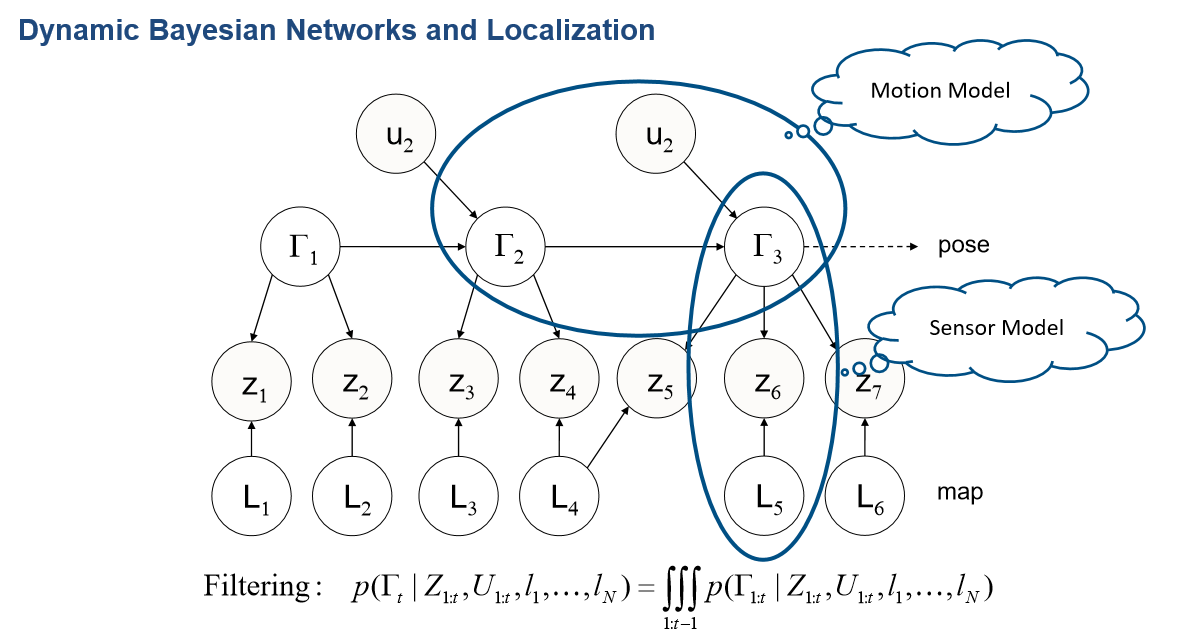 Dynamic Bayesian Networks and Localization
Motion Model
u₂ u₂
Γ₁ Γ₂ Γ₃ pose
Sensor Model
z₁ z₂ z₃ z₄ z₅ z₆ z₇
L₁ L₂ L₃ L₄ L₅ L₆ map
Filtering: p(Γₜ | Z₁:ₜ, U₁:ₜ, l₁, …, l_N) = ∭ p(Γ₁:ₜ | Z₁:ₜ, U₁:ₜ, l₁, …, l_N)
1:t−1